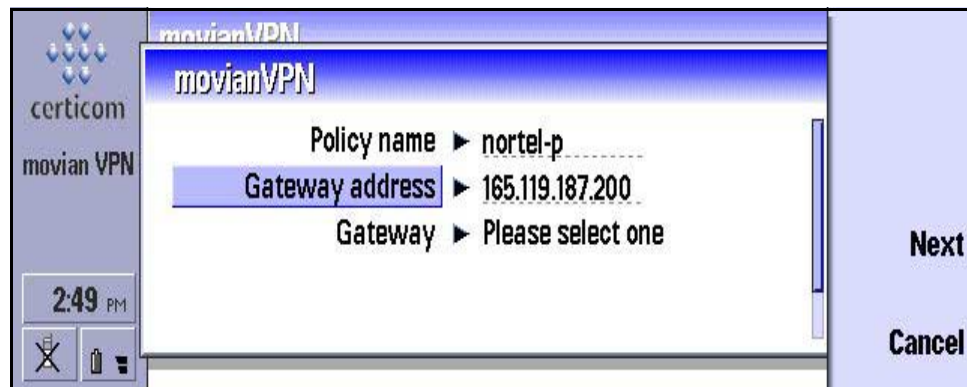 certicom
movian VPN
2:49 PM
movianVPN
movianVPN
Policy name ► nortel-p
Gateway address ► 165.119.187.200
Gateway ► Please select one
Next
Cancel